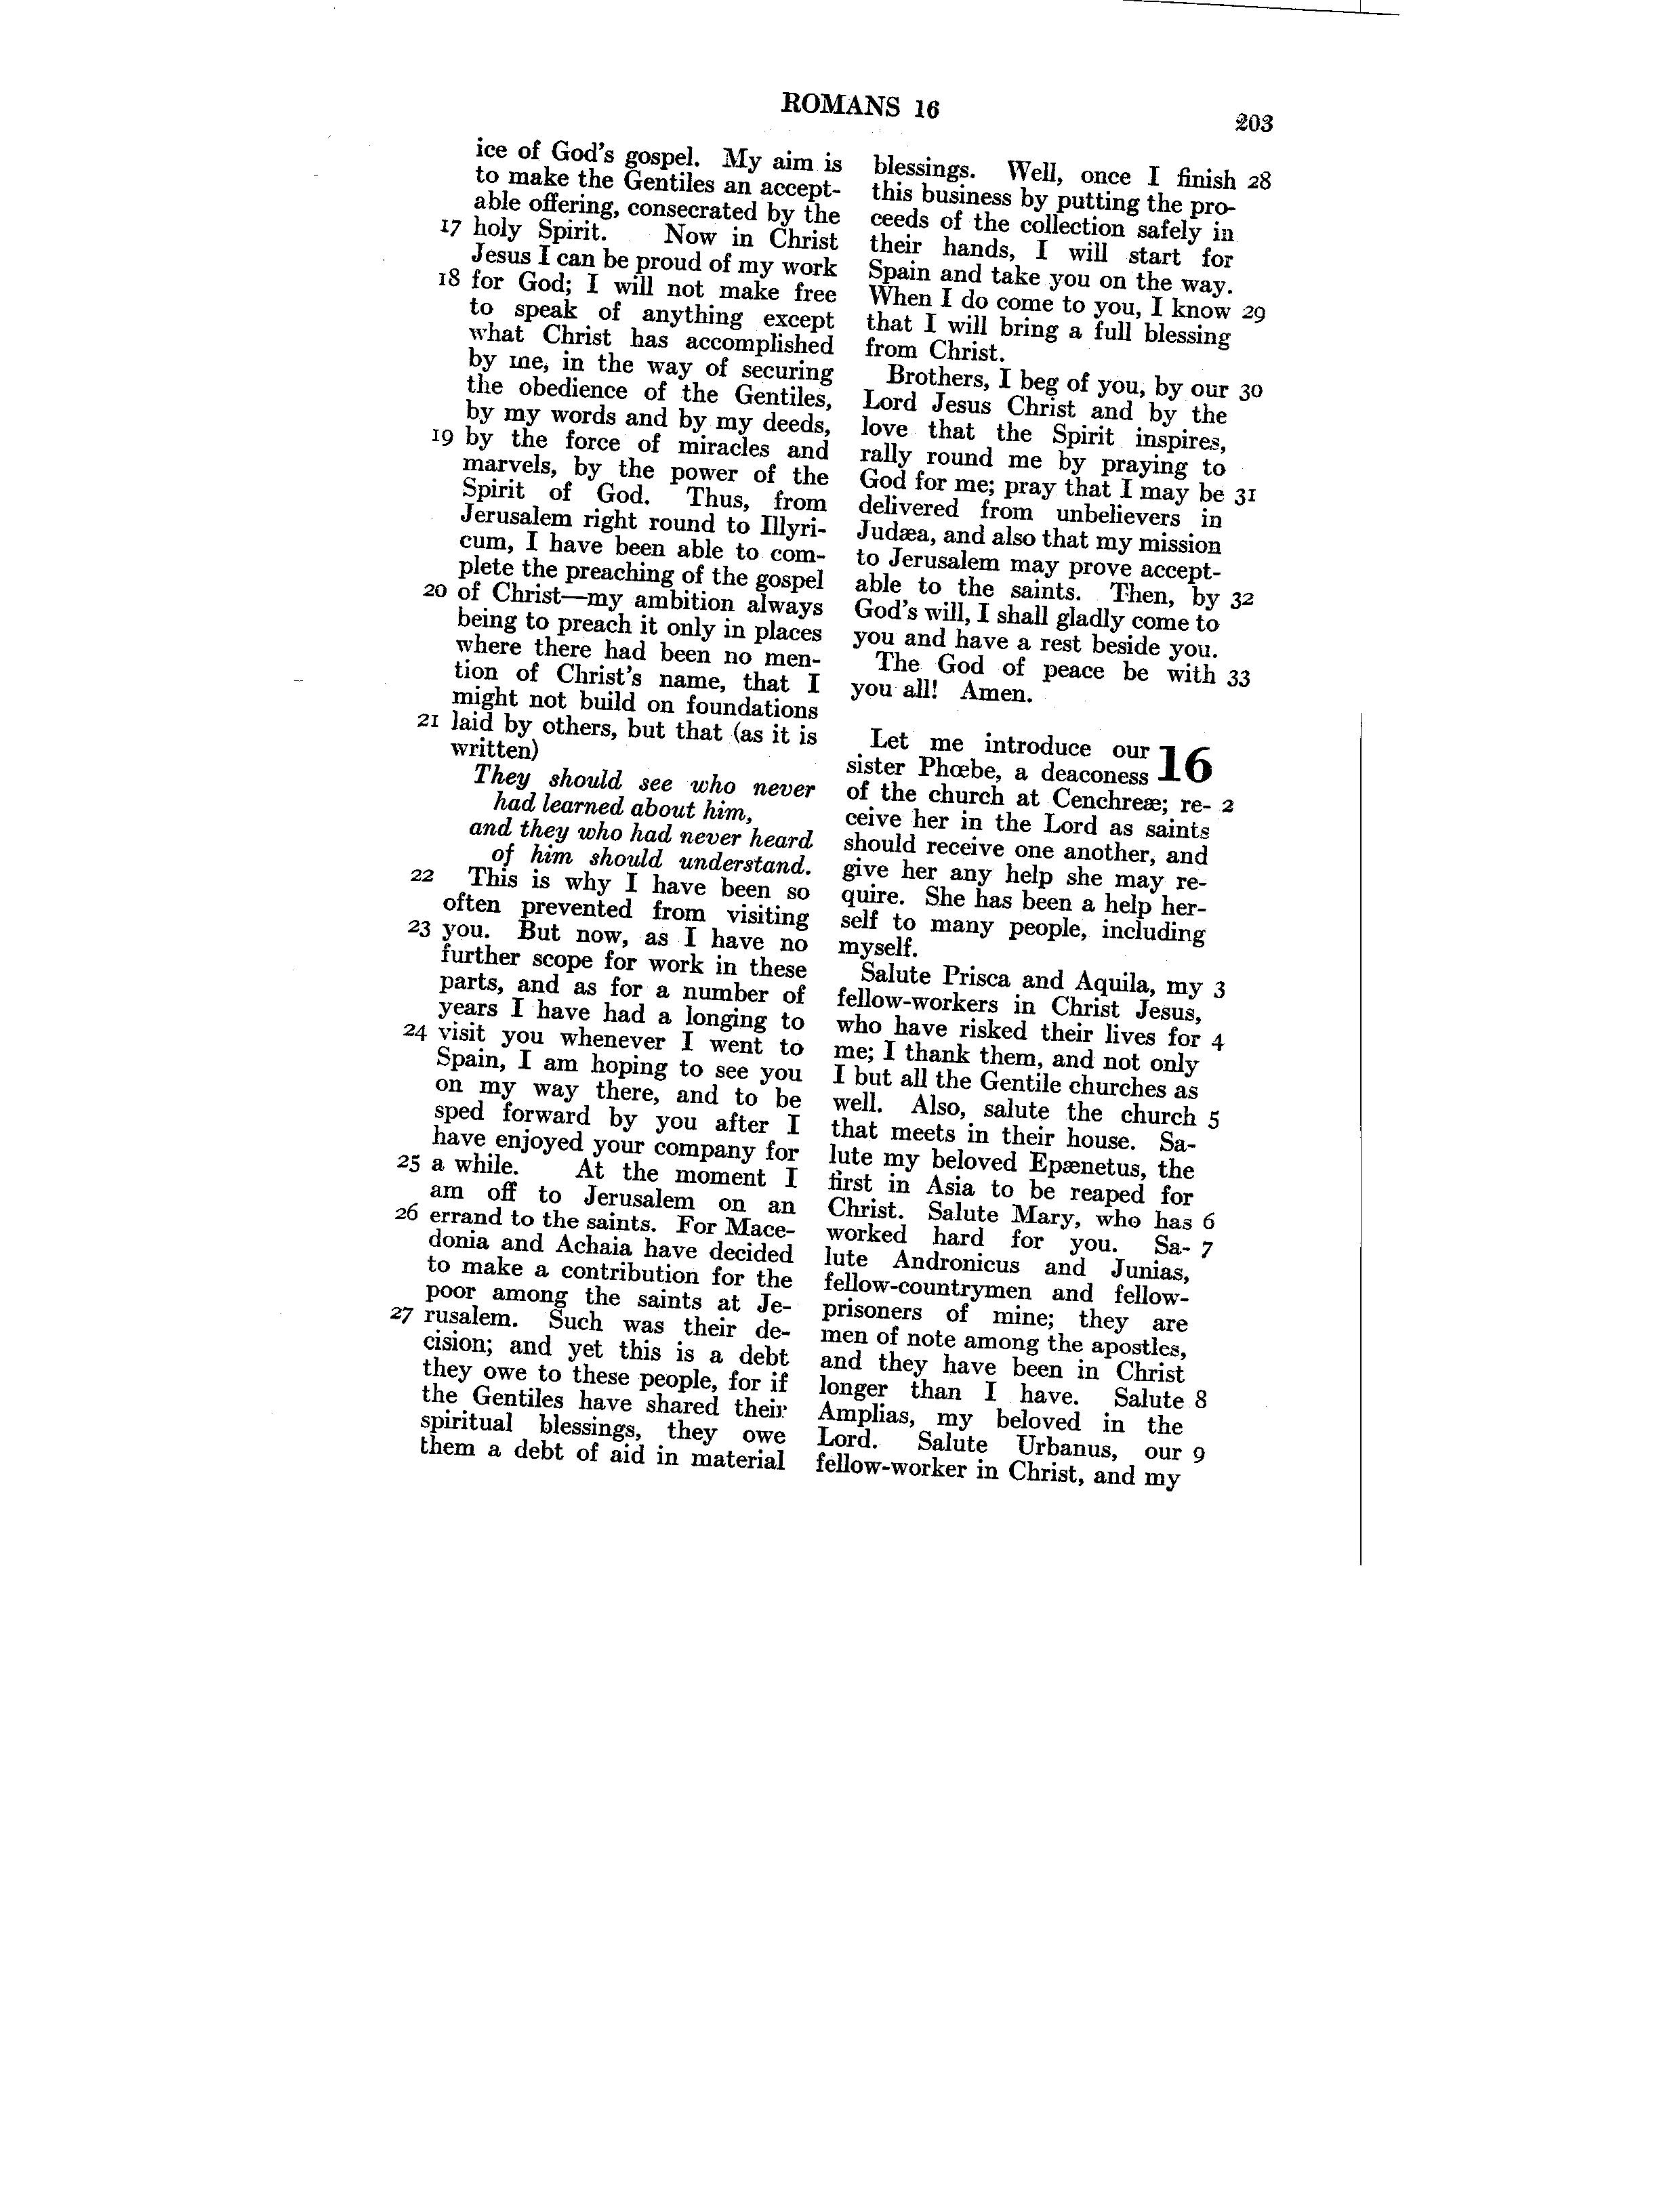 ROMANS 16
203
ice of God's gospel. My aim is
to make the Gentiles an accept-
able offering, consecrated by the
17 holy Spirit. Now in Christ
Jesus I can be proud of my work
18 for God; I will not make free
to speak of anything except
what Christ has accomplished
by me, in the way of securing
the obedience of the Gentiles,
by my words and by my deeds,
19 by the force of miracles and
marvels, by the power of the
Spirit of God. Thus, from
Jerusalem right round to Illyri-
cum, I have been able to com-
plete the preaching of the gospel
20 of Christ—my ambition always
being to preach it only in places
where there had been no men-
tion of Christ's name, that I
might not build on foundations
21 laid by others, but that (as it is
written)
They should see who never
had learned about him,
and they who had never heard
of him should understand.
22 This is why I have been so
often prevented from visiting
23 you. But now, as I have no
further scope for work in these
parts, and as for a number of
years I have had a longing to
24 visit you whenever I went to
Spain, I am hoping to see you
on my way there, and to be
sped forward by you after I
have enjoyed your company for
25 a while. At the moment I
am off to Jerusalem on an
26 errand to the saints. For Mace-
donia and Achaia have decided
to make a contribution for the
poor among the saints at Je-
27 rusalem. Such was their de-
cision; and yet this is a debt
they owe to these people, for if
the Gentiles have shared their
spiritual blessings, they owe
them a debt of aid in material
blessings. Well, once I finish 28
this business by putting the pro-
ceeds of the collection safely in
their hands, I will start for
Spain and take you on the way.
When I do come to you, I know 29
that I will bring a full blessing
from Christ.
Brothers, I beg of you, by our 30
Lord Jesus Christ and by the
love that the Spirit inspires,
rally round me by praying to
God for me; pray that I may be 31
delivered from unbelievers in
Judæa, and also that my mission
to Jerusalem may prove accept-
able to the saints. Then, by 32
God's will, I shall gladly come to
you and have a rest beside you.
The God of peace be with 33
you all! Amen.
Let me introduce our 16
sister Phœbe, a deaconess
of the church at Cenchreæ; re- 2
ceive her in the Lord as saints
should receive one another, and
give her any help she may re-
quire. She has been a help her-
self to many people, including
myself.
Salute Prisca and Aquila, my 3
fellow-workers in Christ Jesus,
who have risked their lives for 4
me; I thank them, and not only
I but all the Gentile churches as
well. Also, salute the church 5
that meets in their house. Sa-
lute my beloved Epænetus, the
first in Asia to be reaped for
Christ. Salute Mary, who has 6
worked hard for you. Sa- 7
lute Andronicus and Junias,
fellow-countrymen and fellow-
prisoners of mine; they are
men of note among the apostles,
and they have been in Christ
longer than I have. Salute 8
Amplias, my beloved in the
Lord. Salute Urbanus, our 9
fellow-worker in Christ, and my